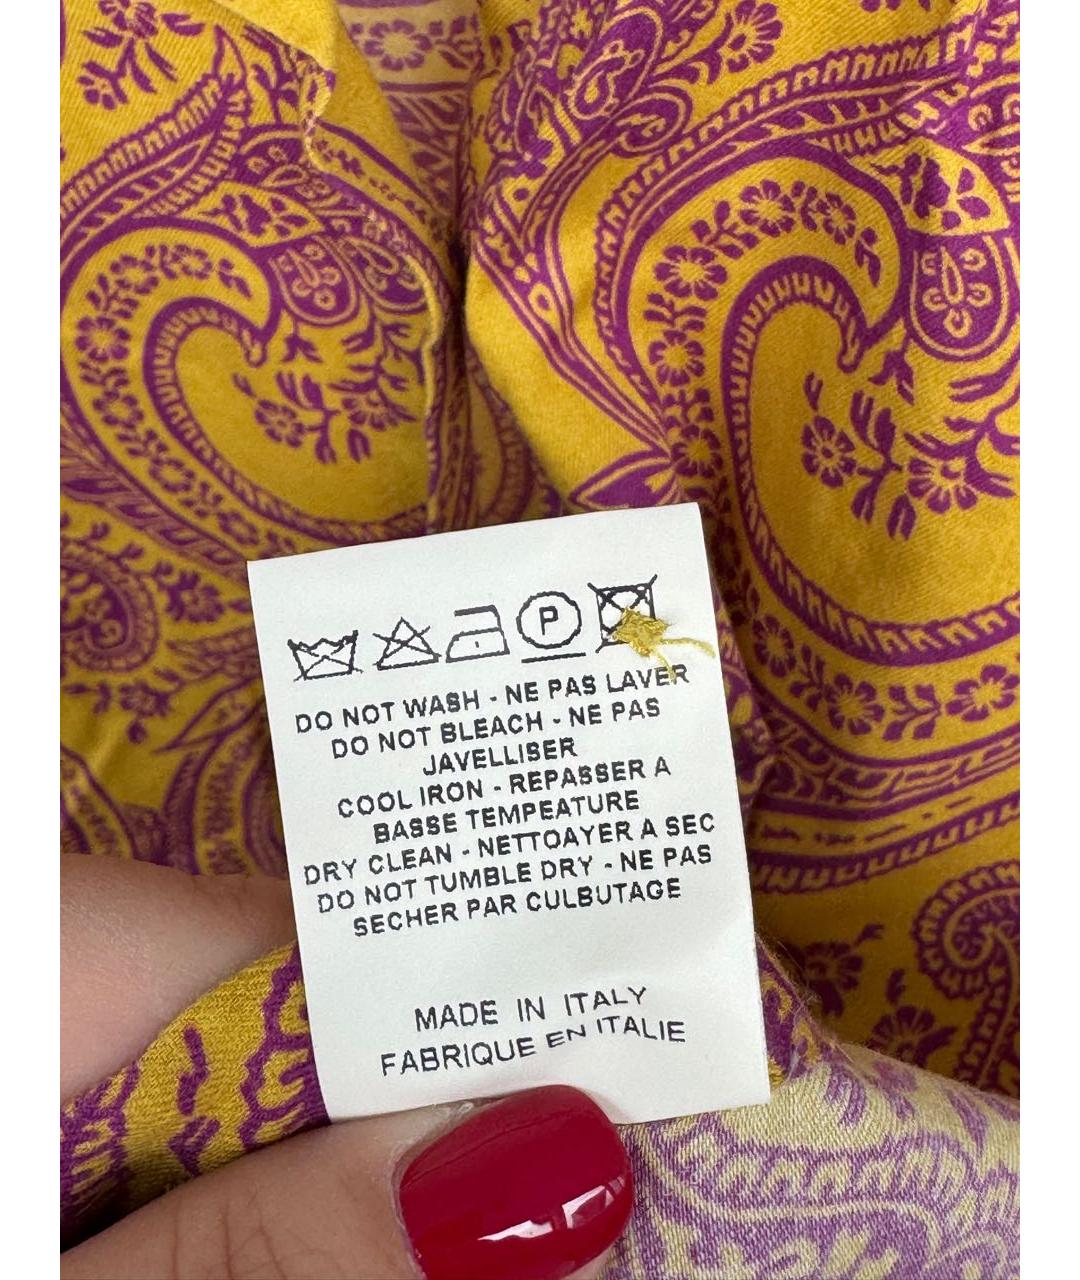 P
DO NOT WASH - NE PAS LAVER
DO NOT BLEACH - NE PAS
JAVELLISER
COOL IRON - REPASSER A
BASSE TEMPEATURE
DRY CLEAN - NETTOAYER A SEC
DO NOT TUMBLE DRY - NE PAS
SECHER PAR CULBUTAGE
MADE IN ITALY
FABRIQUE EN ITALIE